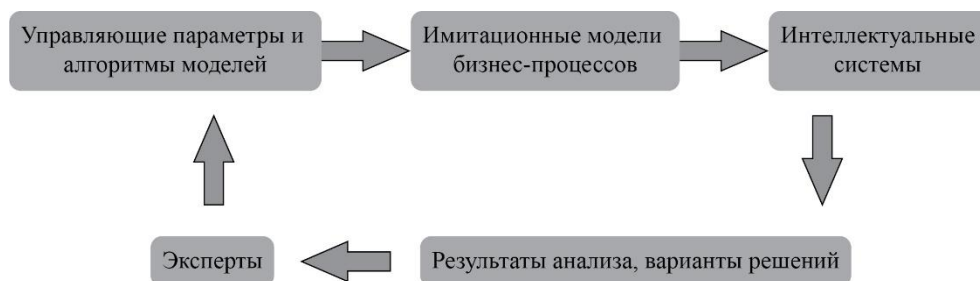 Управляющие параметры и
алгоритмы моделей
Имитационные модели
бизнес-процессов
Интеллектуальные
системы
Эксперты
Результаты анализа, варианты решений